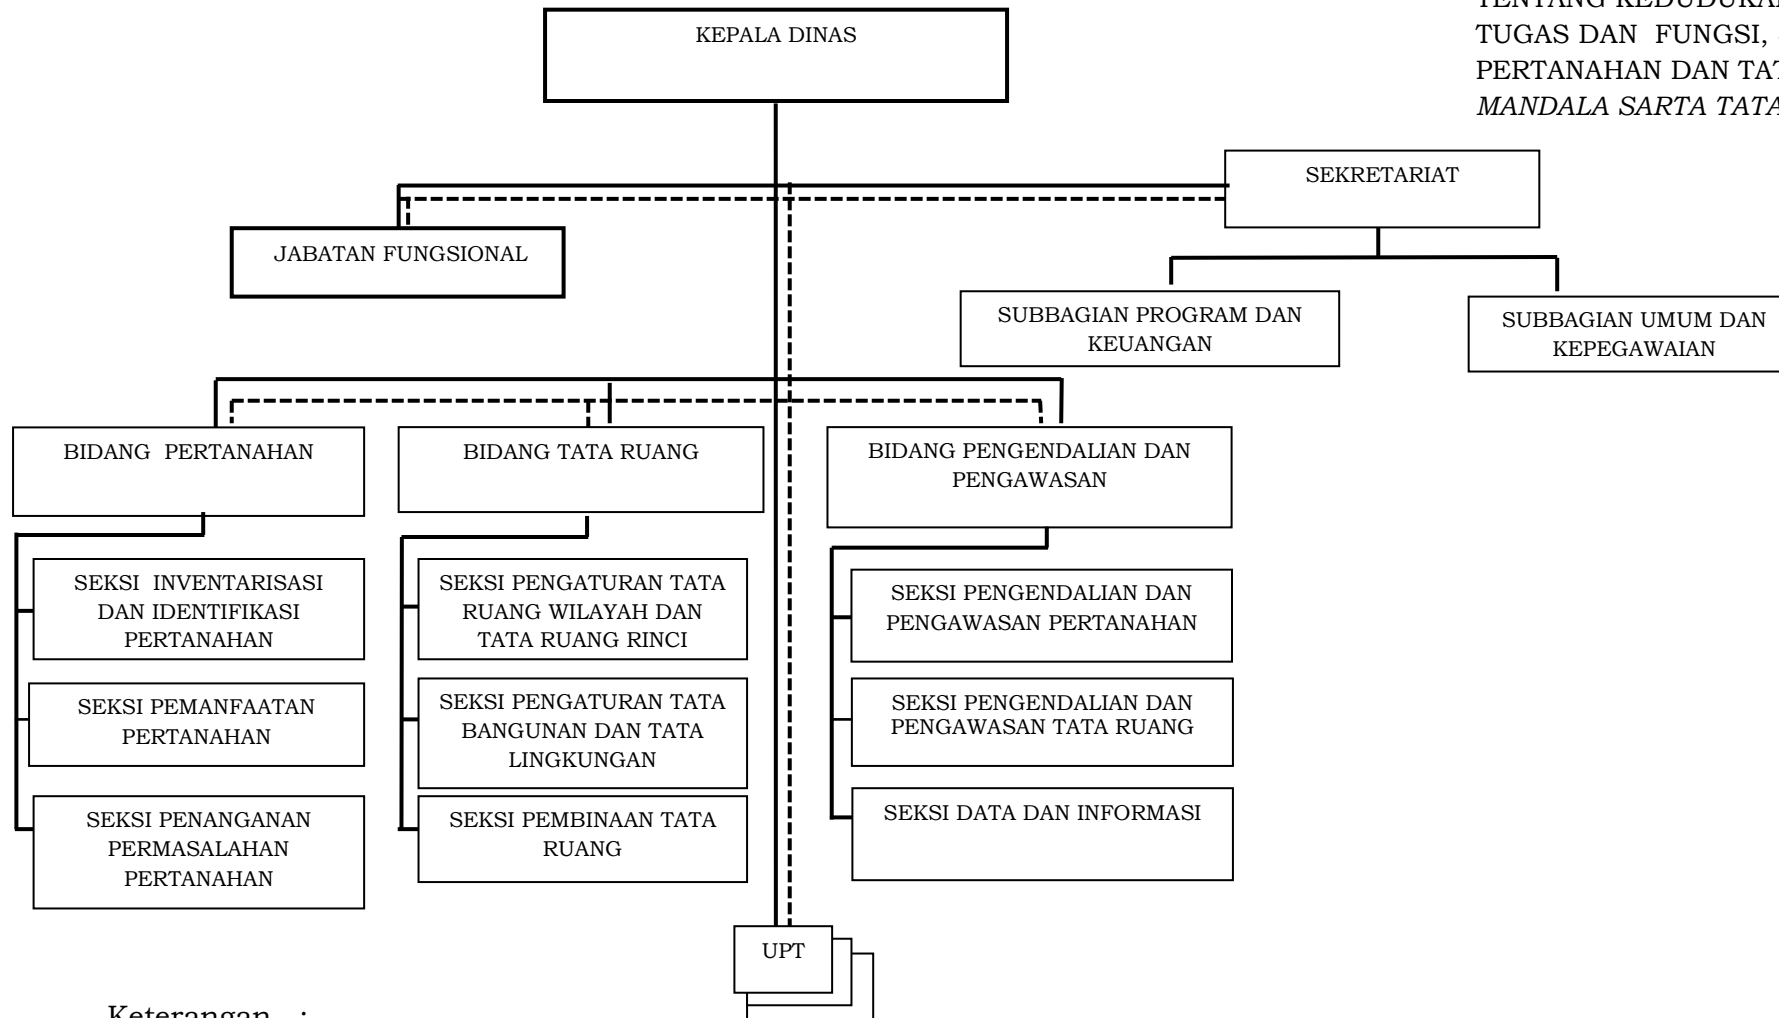 KEPALA DINAS
TUGAS DAN FUNGSI,
PERTANAHAN DAN
MANDALA SARTA TATA
SEKRETARIAT
JABATAN FUNGSIONAL
SUBBAGIAN PROGRAM DAN
KEUANGAN
SUBBAGIAN UMUM DAN
KEPEGAWAIAN
BIDANG PERTANAHAN
BIDANG TATA RUANG
BIDANG PENGENDALIAN DAN
PENGAWASAN
SEKSI INVENTARISASI
DAN IDENTIFIKASI
PERTANAHAN
SEKSI PENGATURAN TATA
RUANG WILAYAH DAN
TATA RUANG RINCI
SEKSI PENGENDALIAN DAN
PENGAWASAN PERTANAHAN
SEKSI PEMANFAATAN
PERTANAHAN
SEKSI PENGATURAN TATA
BANGUNAN DAN TATA
LINGKUNGAN
SEKSI PENGENDALIAN DAN
PENGAWASAN TATA RUANG
SEKSI PENANGANAN
PERMASALAHAN
PERTANAHAN
SEKSI PEMBINAAN TATA
RUANG
SEKSI DATA DAN INFORMASI
UPT
Keterangan :